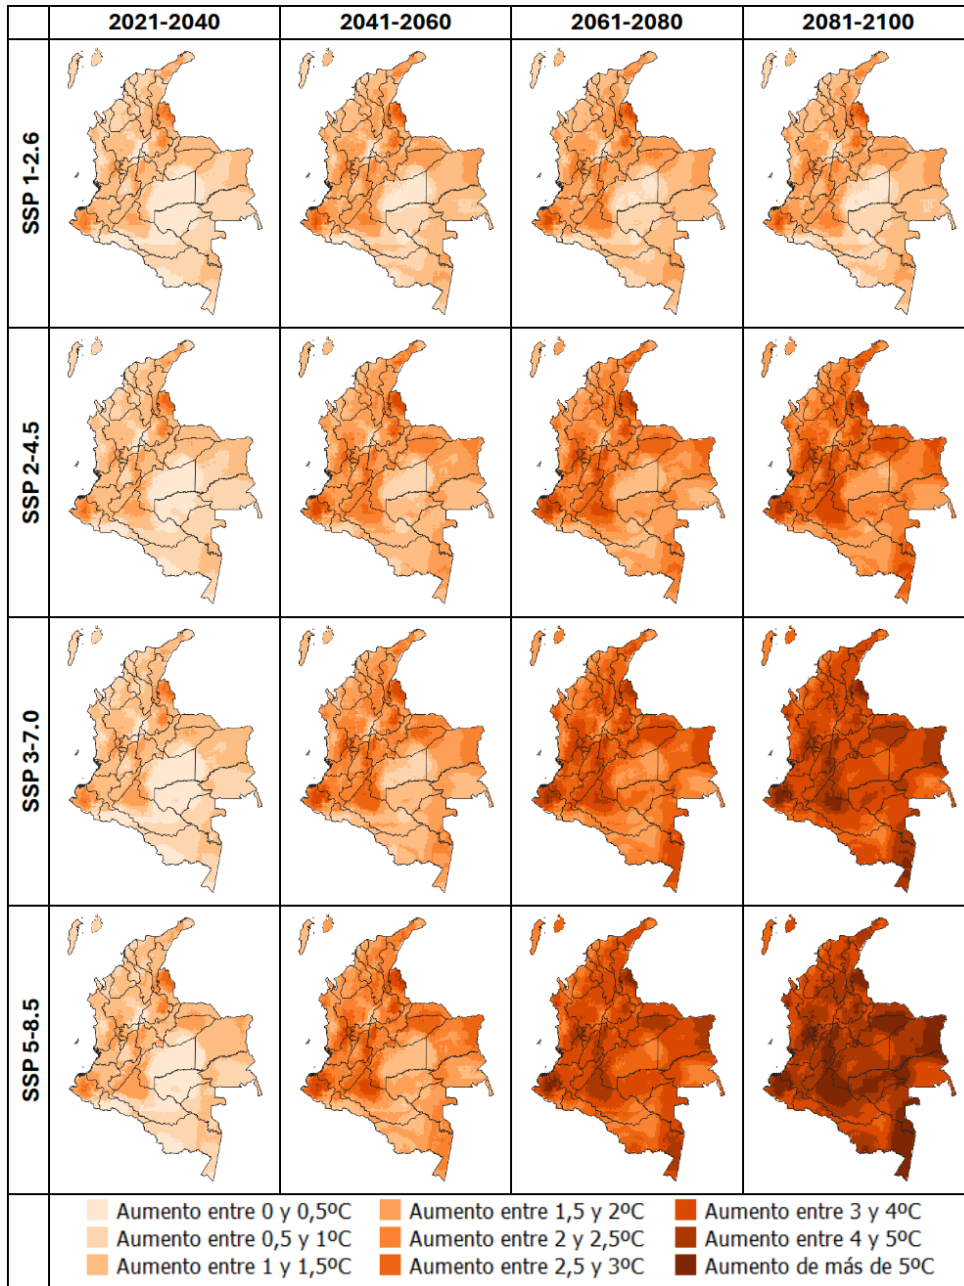 2021-2040 2041-2060 2061-2080 2081-2100
SSP 1-2.6
SSP 2-4.5
SSP 3-7.0
SSP 5-8.5
Aumento entre 0 y 0,5ºC Aumento entre 1,5 y 2ºC Aumento entre 3 y 4ºC
Aumento entre 0,5 y 1ºC Aumento entre 2 y 2,5ºC Aumento entre 4 y 5ºC
Aumento entre 1 y 1,5ºC Aumento entre 2,5 y 3ºC Aumento de más de 5ºC